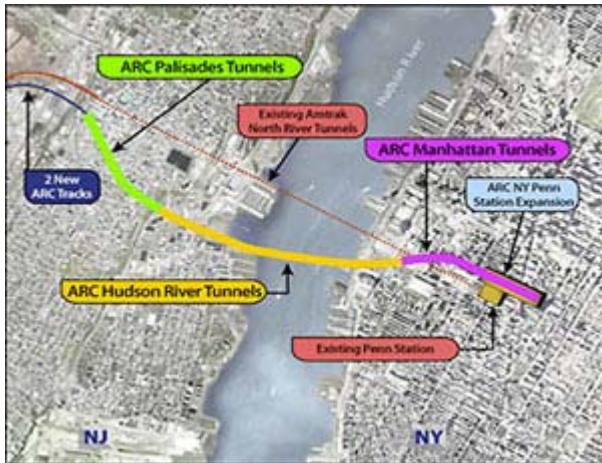 ARC Palisades Tunnels
Hudson River
Existing Amtrak
North River Tunnels
ARC Manhattan Tunnels
2 New
ARC Tracks
ARC NY Penn
Station Expansion
ARC Hudson River Tunnels
Existing Penn Station
NJ
NY